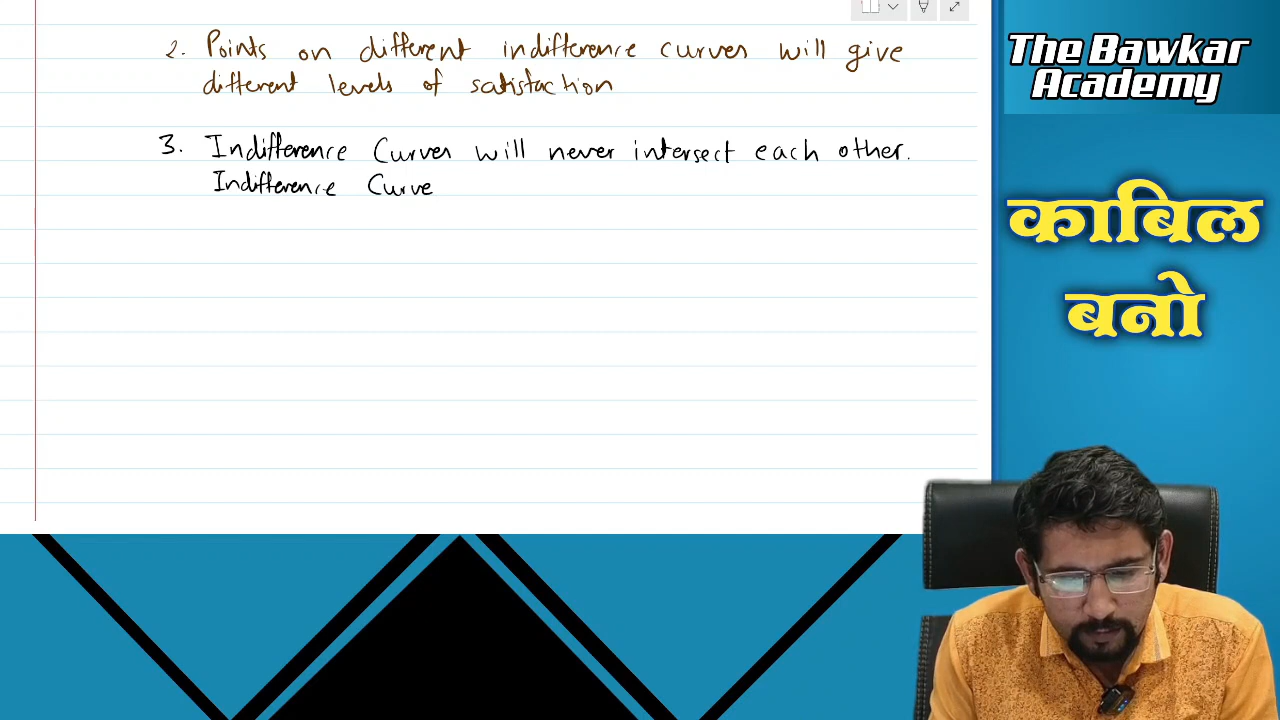 2. Points on different indifference curves will give
different levels of satisfaction
3. Indifference Curves will never intersect each other.
Indifference Curve
The Bawkar
Academy
काबिल
बनो